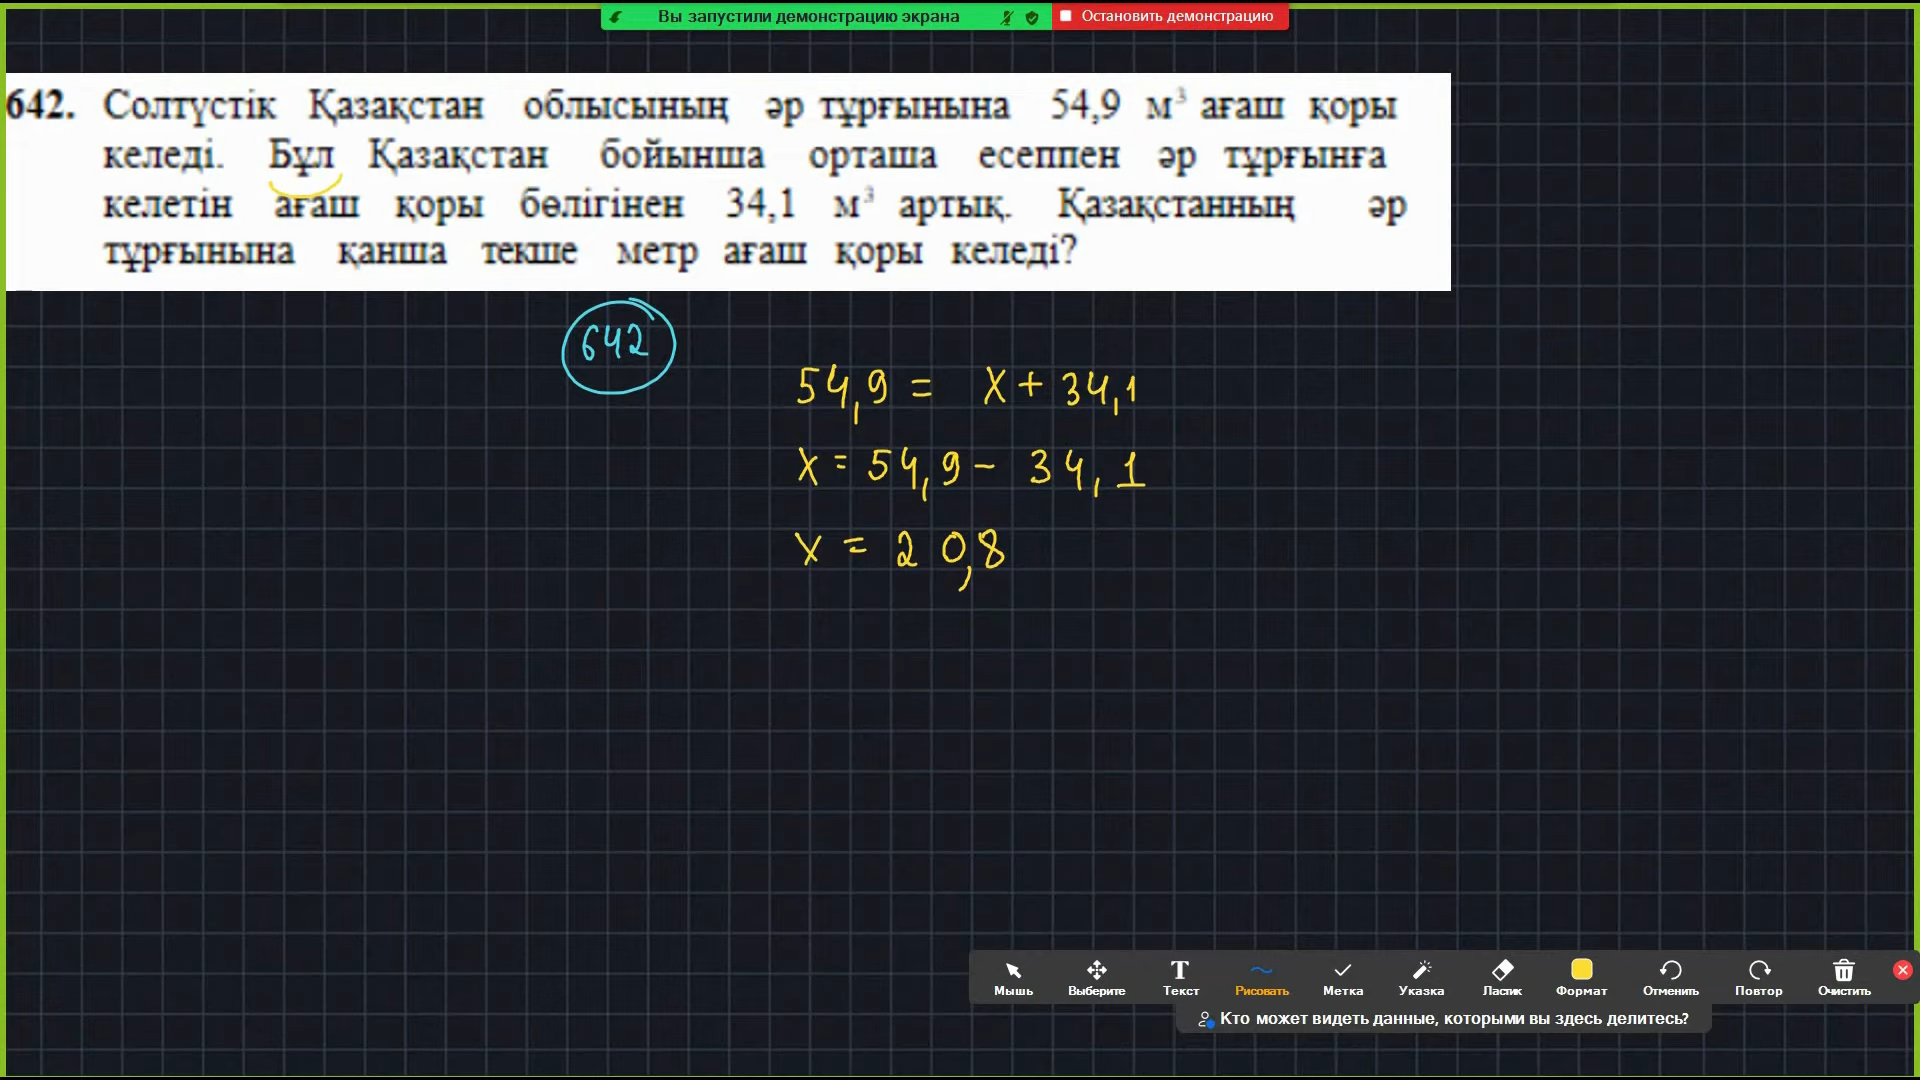 Вы запустили демонстрацию экрана Остановить демонстрацию
642. Солтүстік Қазақстан облысының әр тұрғынына 54,9 м³ ағаш қоры
келеді. Бұл Қазақстан бойынша орташа есеппен әр тұрғынға
келетін ағаш қоры бөлігінен 34,1 м³ артық. Қазақстанның әр
тұрғынына қанша текше метр ағаш қоры келеді?
642
54,9 = x + 34,1
x = 54,9 - 34,1
x = 20,8
Мышь Выберите Текст Рисовать Метка Указка Ластик Формат Отменить Повтор Очистить
Кто может видеть данные, которыми вы здесь делитесь?